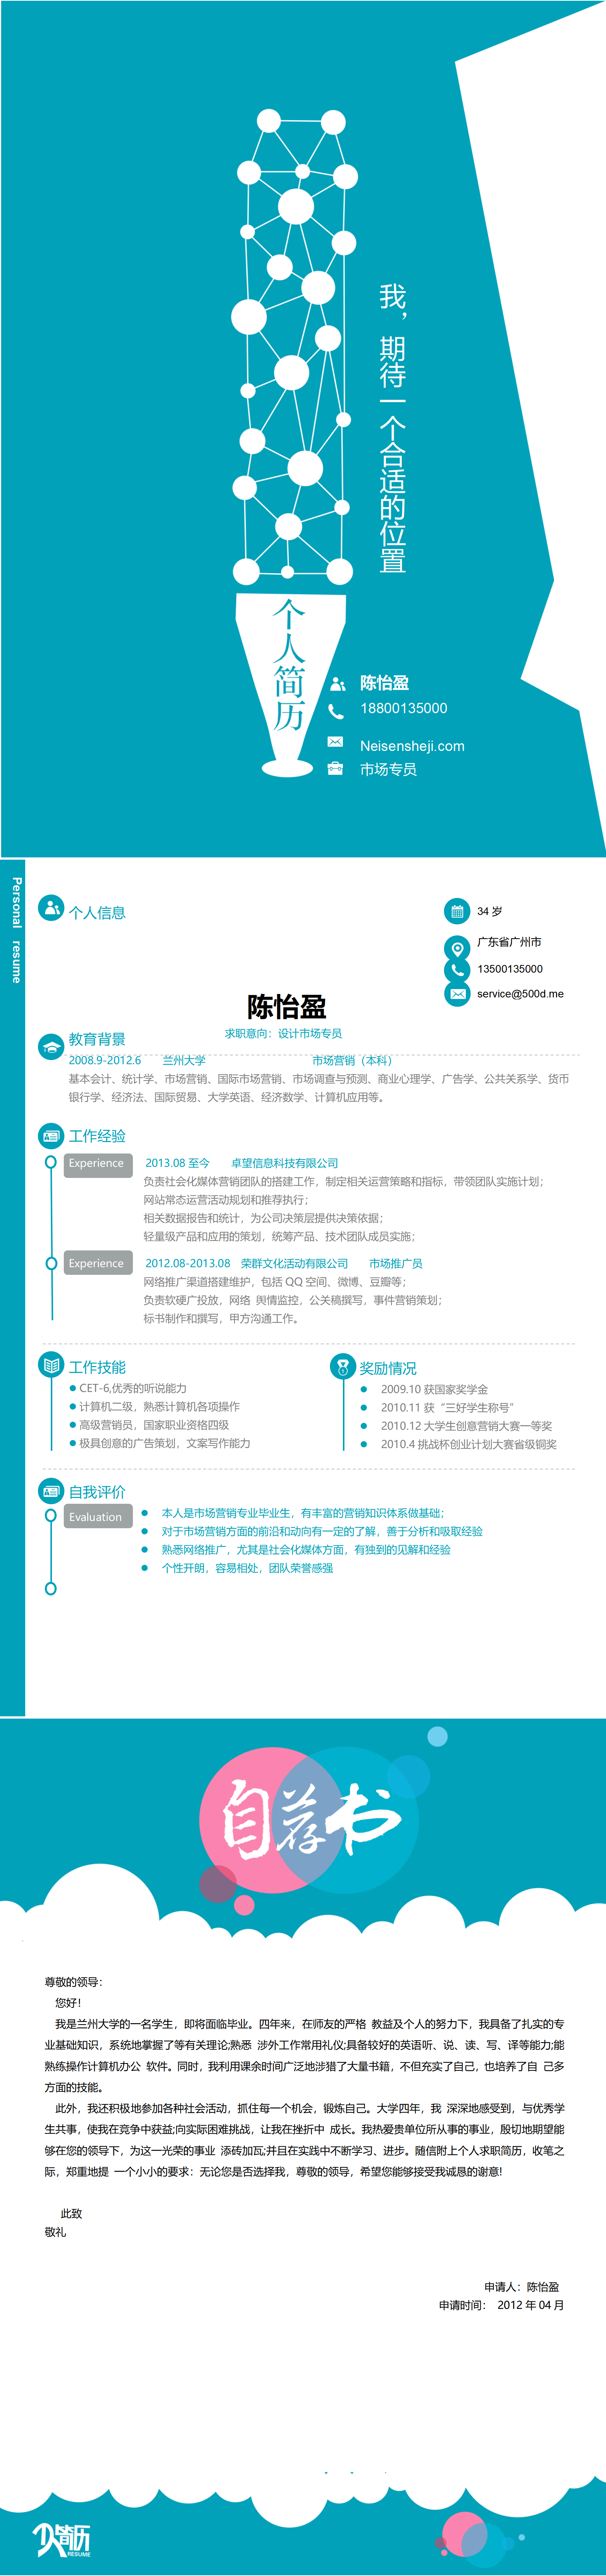 我，期待一个合适的位置
个人简历
陈怡盈
18800135000
Neisensheji.com
市场专员
Personal resume
个人信息
34 岁
广东省广州市
13500135000
service@500d.me
陈怡盈
求职意向：设计市场专员
教育背景
2008.9-2012.6 兰州大学 市场营销（本科）
基本会计、统计学、市场营销、国际市场营销、市场调查与预测、商业心理学、广告学、公共关系学、货币
银行学、经济法、国际贸易、大学英语、经济数学、计算机应用等。
工作经验
Experience 2013.08 至今 卓望信息科技有限公司
负责社会化媒体营销团队的搭建工作，制定相关运营策略和指标，带领团队实施计划；
网站常态运营活动规划和推荐执行；
相关数据报告和统计，为公司决策层提供决策依据；
轻量级产品和应用的策划，统筹产品、技术团队成员实施；
Experience 2012.08-2013.08 荣群文化活动有限公司 市场推广员
网络推广渠道搭建维护，包括 QQ 空间、微博、豆瓣等；
负责软硬广投放，网络 舆情监控，公关稿撰写，事件营销策划；
标书制作和撰写，甲方沟通工作。
工作技能
● CET-6,优秀的听说能力
● 计算机二级，熟悉计算机各项操作
● 高级营销员，国家职业资格四级
● 极具创意的广告策划，文案写作能力
奖励情况
● 2009.10 获国家奖学金
● 2010.11 获“三好学生称号”
● 2010.12 大学生创意营销大赛一等奖
● 2010.4 挑战杯创业计划大赛省级铜奖
自我评价
Evaluation
● 本人是市场营销专业毕业生，有丰富的营销知识体系做基础；
● 对于市场营销方面的前沿和动向有一定的了解，善于分析和吸取经验
● 熟悉网络推广，尤其是社会化媒体方面，有独到的见解和经验
● 个性开朗，容易相处，团队荣誉感强
自荐书
尊敬的领导：
您好！
我是兰州大学的一名学生，即将面临毕业。四年来，在师友的严格 教益及个人的努力下，我具备了扎实的专
业基础知识，系统地掌握了等有关理论;熟悉 涉外工作常用礼仪;具备较好的英语听、说、读、写、译等能力;能
熟练操作计算机办公 软件。同时，我利用课余时间广泛地涉猎了大量书籍，不但充实了自己，也培养了自 己多
方面的技能。
此外，我还积极地参加各种社会活动，抓住每一个机会，锻炼自己。大学四年，我 深深地感受到，与优秀学
生共事，使我在竞争中获益;向实际困难挑战，让我在挫折中 成长。我热爱贵单位所从事的事业，殷切地期望能
够在您的领导下，为这一光荣的事业 添砖加瓦;并且在实践中不断学习、进步。随信附上个人求职简历，收笔之
际，郑重地提 一个小小的要求：无论您是否选择我，尊敬的领导，希望您能够接受我诚恳的谢意!
此致
敬礼
申请人：陈怡盈
申请时间： 2012 年 04 月
个人简历
RESUME